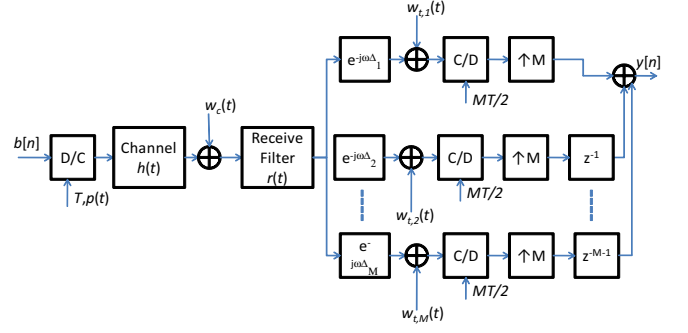 w_{t,1}(t)
e^{-jωΔ_1}
C/D
↑M
y[n]
MT/2
w_c(t)
b[n]
D/C
Channel
h(t)
Receive
Filter
r(t)
T,p(t)
e^{-jωΔ_2}
C/D
↑M
z^{-1}
MT/2
w_{t,2}(t)
e^{-
jωΔ_M}
C/D
↑M
z^{-M-1}
MT/2
w_{t,M}(t)